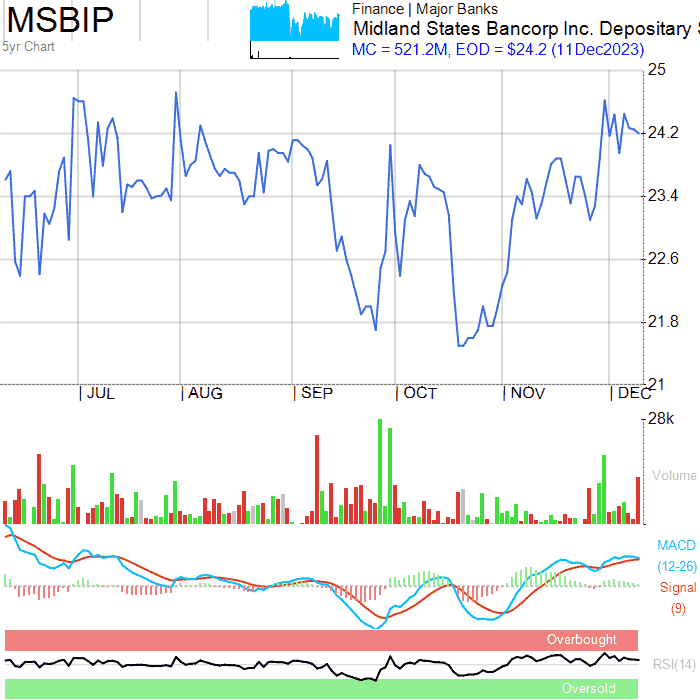 MSBIP
5yr Chart
Finance | Major Banks
Midland States Bancorp Inc. Depositary S
MC = 521.2M, EOD = $24.2 (11Dec2023)
25
24.2
23.4
22.6
21.8
21
| JUL | AUG | SEP | OCT | NOV | DEC
28k
Volume
MACD
(12-26)
Signal
(9)
Overbought
RSI(14)
Oversold